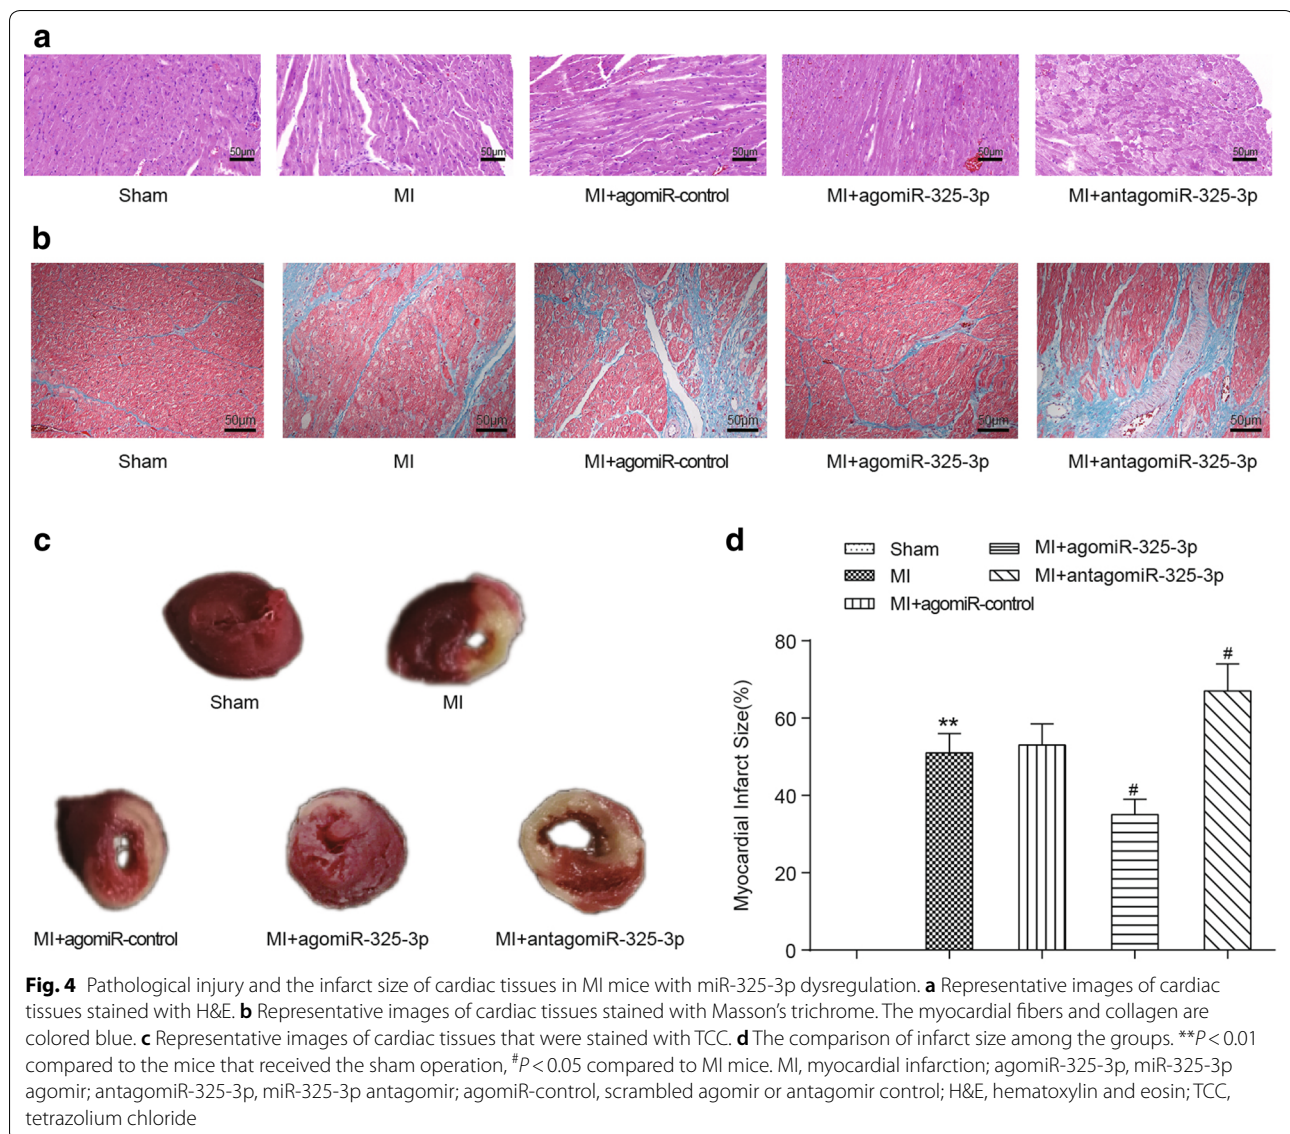 a
50μm
50μm
50μm
50μm
50μm
Sham
MI
MI+agomiR-control
MI+agomiR-325-3p
MI+antagomiR-325-3p
b
50μm
50μm
50μm
50μm
50μm
Sham
MI
MI+agomiR-control
MI+agomiR-325-3p
MI+antagomiR-325-3p
c
Sham
MI
MI+agomiR-control
MI+agomiR-325-3p
MI+antagomiR-325-3p
d
Sham
MI
MI+agomiR-control
MI+agomiR-325-3p
MI+antagomiR-325-3p
Myocardial Infarct Size(%)
80
60
40
20
0
**
#
#
Fig. 4 Pathological injury and the infarct size of cardiac tissues in MI mice with miR-325-3p dysregulation. a Representative images of cardiac
tissues stained with H&E. b Representative images of cardiac tissues stained with Masson's trichrome. The myocardial fibers and collagen are
colored blue. c Representative images of cardiac tissues that were stained with TCC. d The comparison of infarct size among the groups. **P < 0.01
compared to the mice that received the sham operation, #P < 0.05 compared to MI mice. MI, myocardial infarction; agomiR-325-3p, miR-325-3p
agomir; antagomiR-325-3p, miR-325-3p antagomir; agomiR-control, scrambled agomir or antagomir control; H&E, hematoxylin and eosin; TCC,
tetrazolium chloride